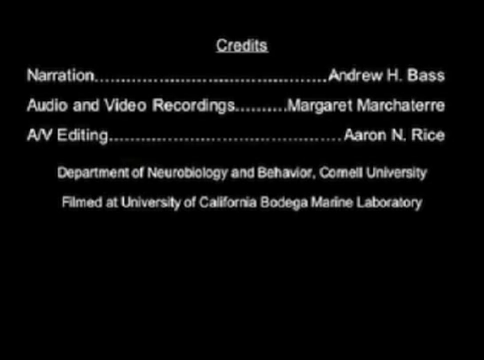 Credits
Narration............................................Andrew H. Bass
Audio and Video Recordings..........Margaret Marchaterre
A/V Editing............................................Aaron N. Rice
Department of Neurobiology and Behavior, Cornell University
Filmed at University of California Bodega Marine Laboratory